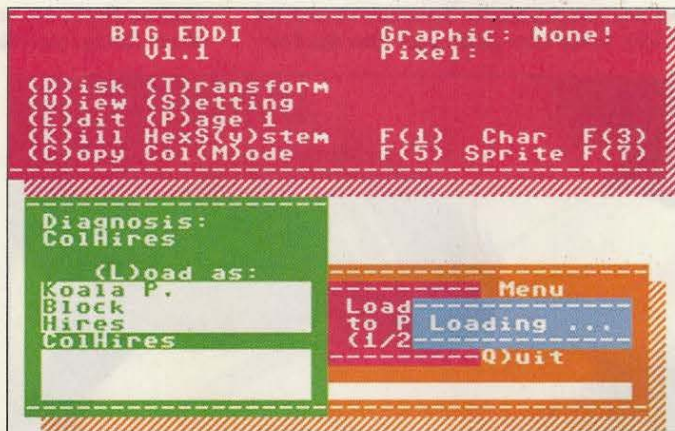 BIG EDDI Graphic: None!
V1.1 Pixel:
(D)isk (T)ransform
(V)iew (S)etting
(E)dit (P)age 1
(K)ill HexS(y)stem F(1) Char F(3)
(C)opy Col(M)ode F(5) Sprite F(7)
Diagnosis:
ColHires
(L)oad as:
Koala P.
Block
Hires
ColHires
Menu
Load
to P
(1/2
Loading ...
Q)uit